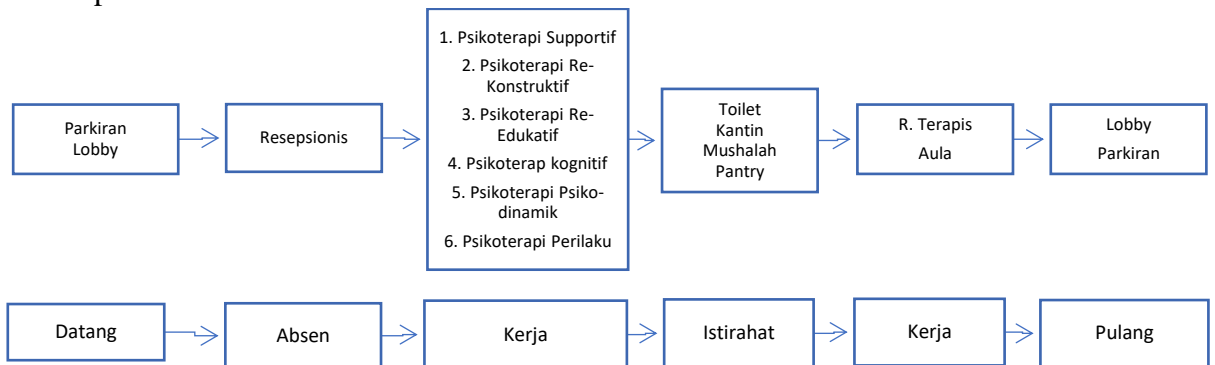 Parkiran
Lobby
Resepsionis
1. Psikoterapi Supportif
2. Psikoterapi Re-
Konstruktif
3. Psikoterapi Re-
Edukatif
4. Psikoterap kognitif
5. Psikoterapi Psiko-
dinamik
6. Psikoterapi Perilaku
Toilet
Kantin
Mushalah
Pantry
R. Terapis
Aula
Lobby
Parkiran
Datang
Absen
Kerja
Istirahat
Kerja
Pulang